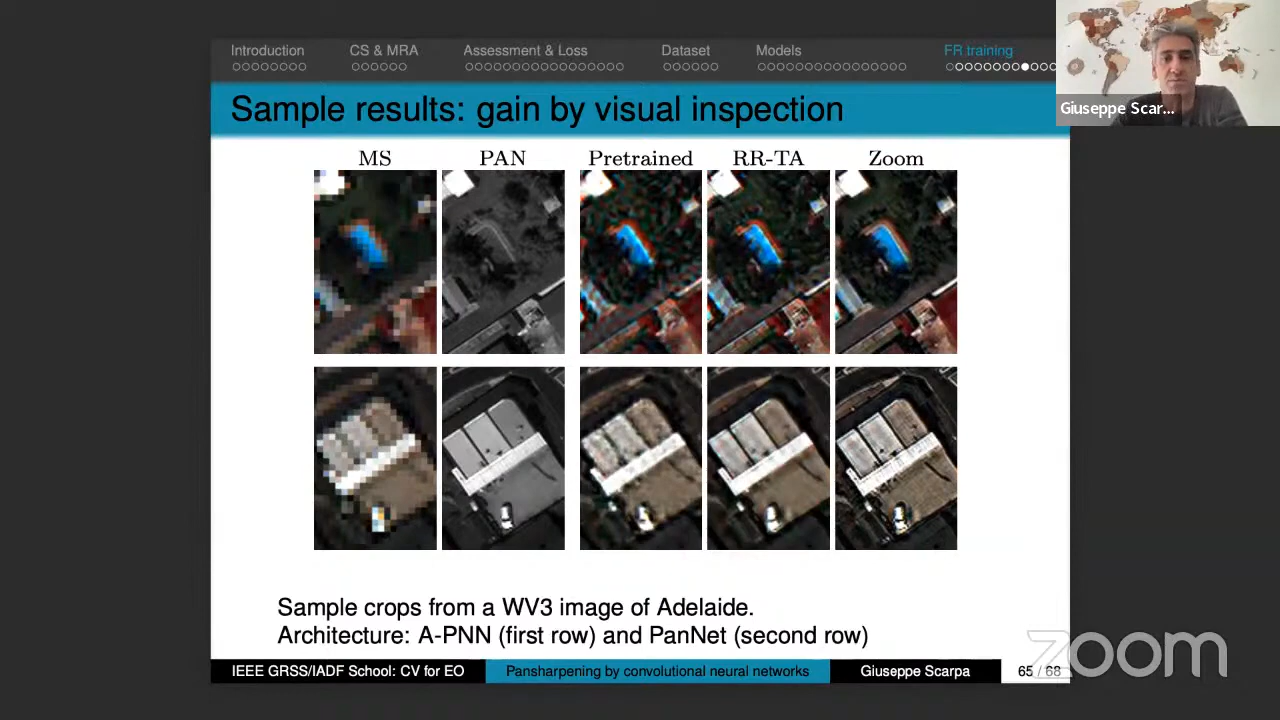 Introduction CS & MRA Assessment & Loss Dataset Models FR training
Giuseppe Scar...
Sample results: gain by visual inspection
MS PAN Pretrained RR-TA Zoom
Sample crops from a WV3 image of Adelaide.
Architecture: A-PNN (first row) and PanNet (second row)
zoom
IEEE GRSS/IADF School: CV for EO Pansharpening by convolutional neural networks Giuseppe Scarpa 65 / 68